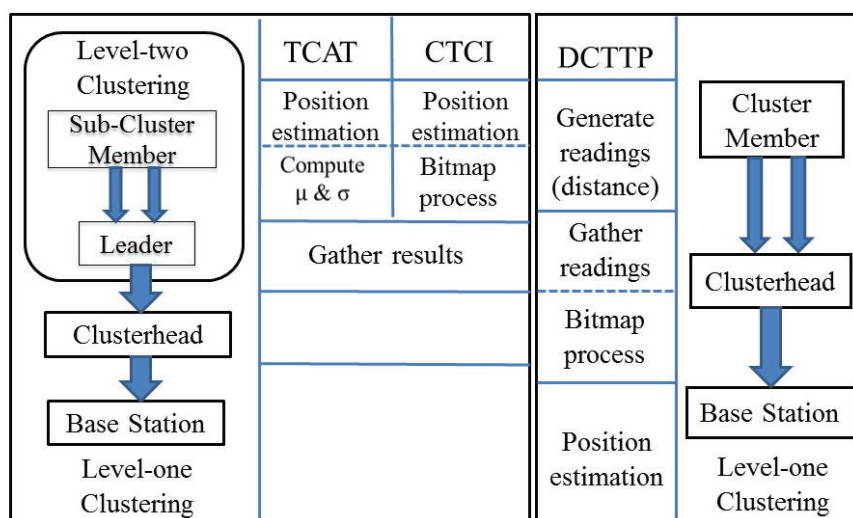 Level-two
Clustering
Sub-Cluster
Member
Leader
Clusterhead
Base Station
Level-one
Clustering
TCAT
CTCI
Position
estimation
Position
estimation
Compute
μ & σ
Bitmap
process
Gather results
DCTTP
Generate
readings
(distance)
Gather
readings
Bitmap
process
Position
estimation
Cluster
Member
Clusterhead
Base Station
Level-one
Clustering